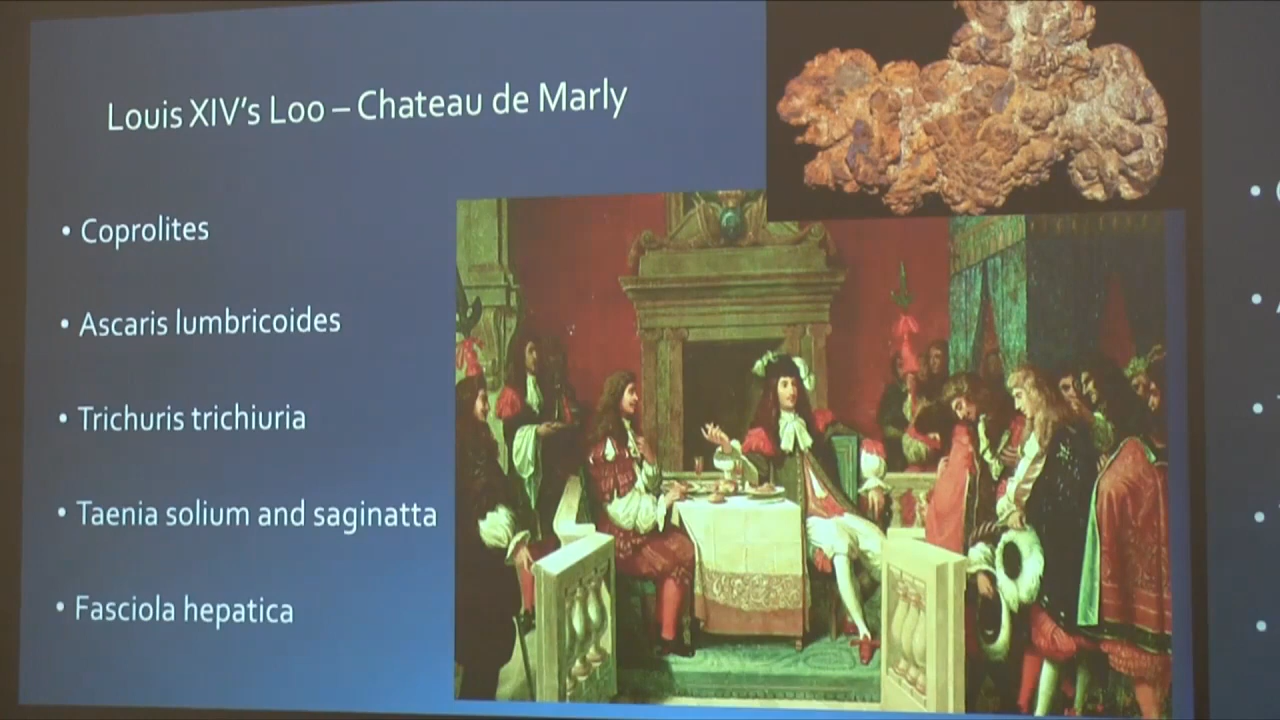 Louis XIV's Loo – Chateau de Marly
• Coprolites
• Ascaris lumbricoides
• Trichuris trichiuria
• Taenia solium and saginatta
• Fasciola hepatica